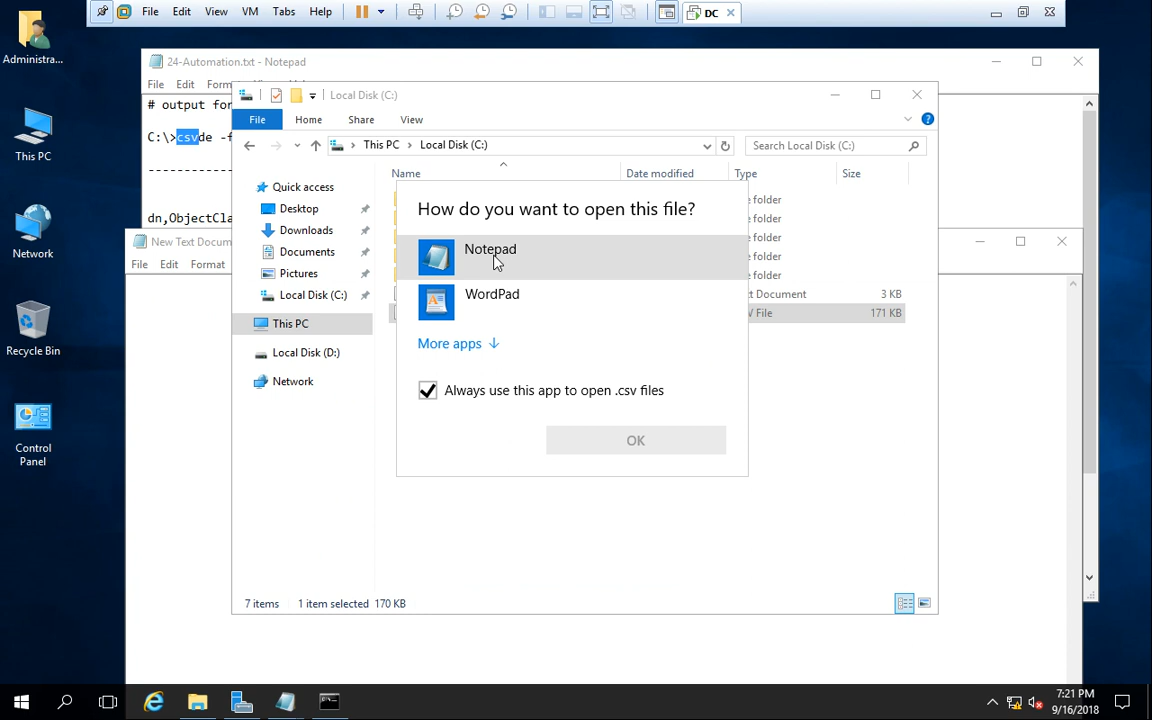 File Edit View VM Tabs Help
DC
Administra...
This PC
Network
Recycle Bin
Control
Panel
24-Automation.txt - Notepad
File Edit Form
# output for
C:\>csvde -f
dn,ObjectCla
New Text Docum
File Edit Format
Local Disk (C:)
File Home Share View
This PC > Local Disk (C:)
Search Local Disk (C:)
Name Date modified Type Size
Quick access
Desktop
Downloads
Documents
Pictures
Local Disk (C:)
This PC
Local Disk (D:)
Network
e folder
e folder
e folder
e folder
e folder
t Document 3 KB
V File 171 KB
How do you want to open this file?
Notepad
WordPad
More apps
Always use this app to open .csv files
OK
7 items 1 item selected 170 KB
7:21 PM
9/16/2018